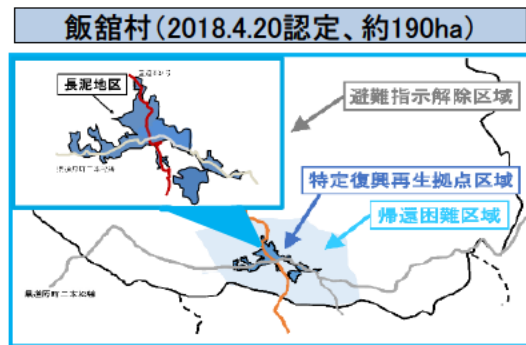 飯舘村(2018.4.20認定、約190ha)
長泥地区
避難指示解除区域
特定復興再生拠点区域
帰還困難区域